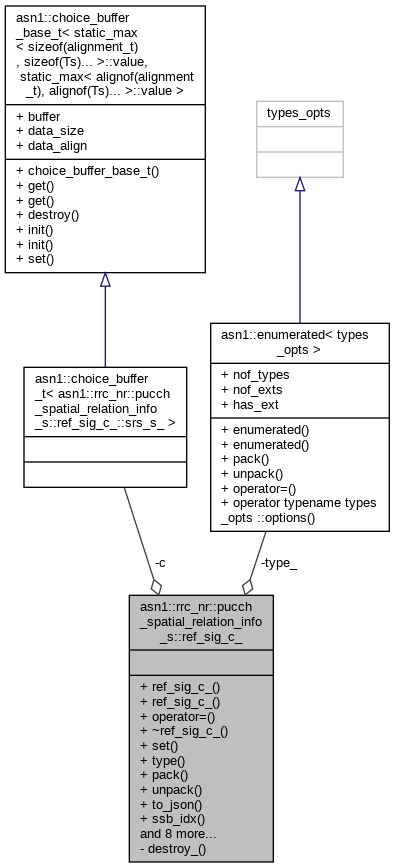 asn1::choice_buffer
_base_t< static_max
< sizeof(alignment_t)
, sizeof(Ts)... >::value,
static_max< alignof(alignment
_t), alignof(Ts)... >::value >
+ buffer
+ data_size
+ data_align
+ choice_buffer_base_t()
+ get()
+ get()
+ destroy()
+ init()
+ init()
+ set()
types_opts
asn1::enumerated< types
_opts >
+ nof_types
+ nof_exts
+ has_ext
+ enumerated()
+ enumerated()
+ pack()
+ unpack()
+ operator=()
+ operator typename types
_opts ::options()
asn1::choice_buffer
_t< asn1::rrc_nr::pucch
_spatial_relation_info
_s::ref_sig_c_::srs_s_ >
-c
-type_
asn1::rrc_nr::pucch
_spatial_relation_info
_s::ref_sig_c_
+ ref_sig_c_()
+ ref_sig_c_()
+ operator=()
+ ~ref_sig_c_()
+ set()
+ type()
+ pack()
+ unpack()
+ to_json()
+ ssb_idx()
and 8 more...
- destroy_()